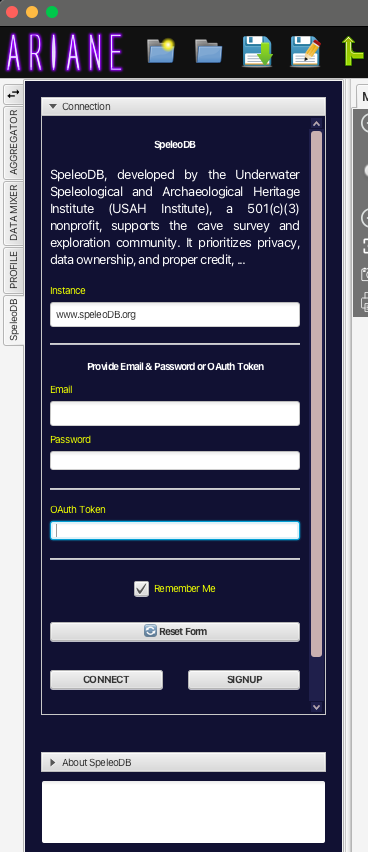 ARIANE
AGGREGATOR
DATA MIXER
PROFILE
SpeleoDB
Connection
SpeleoDB
SpeleoDB, developed by the Underwater
Speleological and Archaeological Heritage
Institute (USAH Institute), a 501(c)(3)
nonprofit, supports the cave survey and
exploration community. It prioritizes privacy,
data ownership, and proper credit, ...
Instance
www.speleoDB.org
Provide Email & Password or OAuth Token
Email
Password
OAuth Token
Remember Me
Reset Form
CONNECT SIGNUP
About SpeleoDB